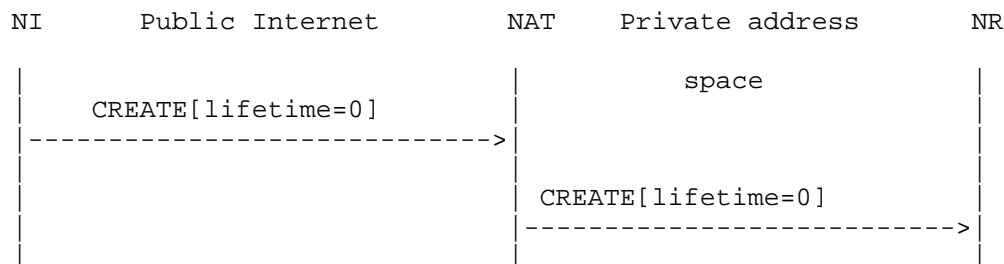 NI Public Internet NAT Private address NR
space
CREATE[lifetime=0]
CREATE[lifetime=0]